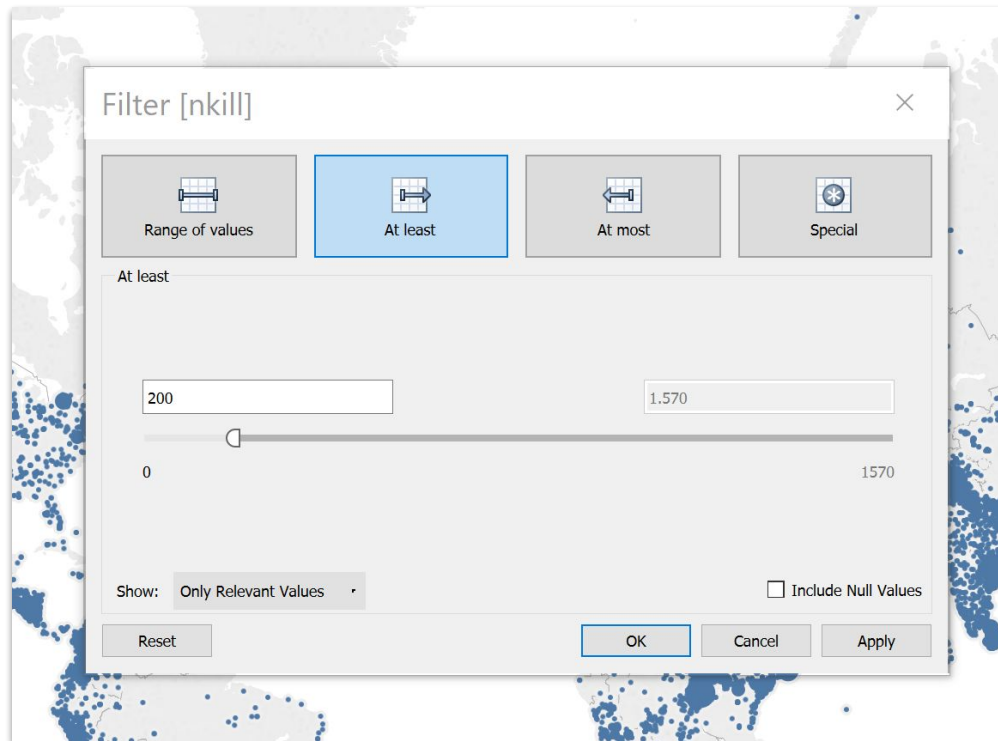 Filter [nkill]
Range of values
At least
At most
Special
At least
200
1.570
0
1570
Show: Only Relevant Values
Include Null Values
Reset
OK
Cancel
Apply